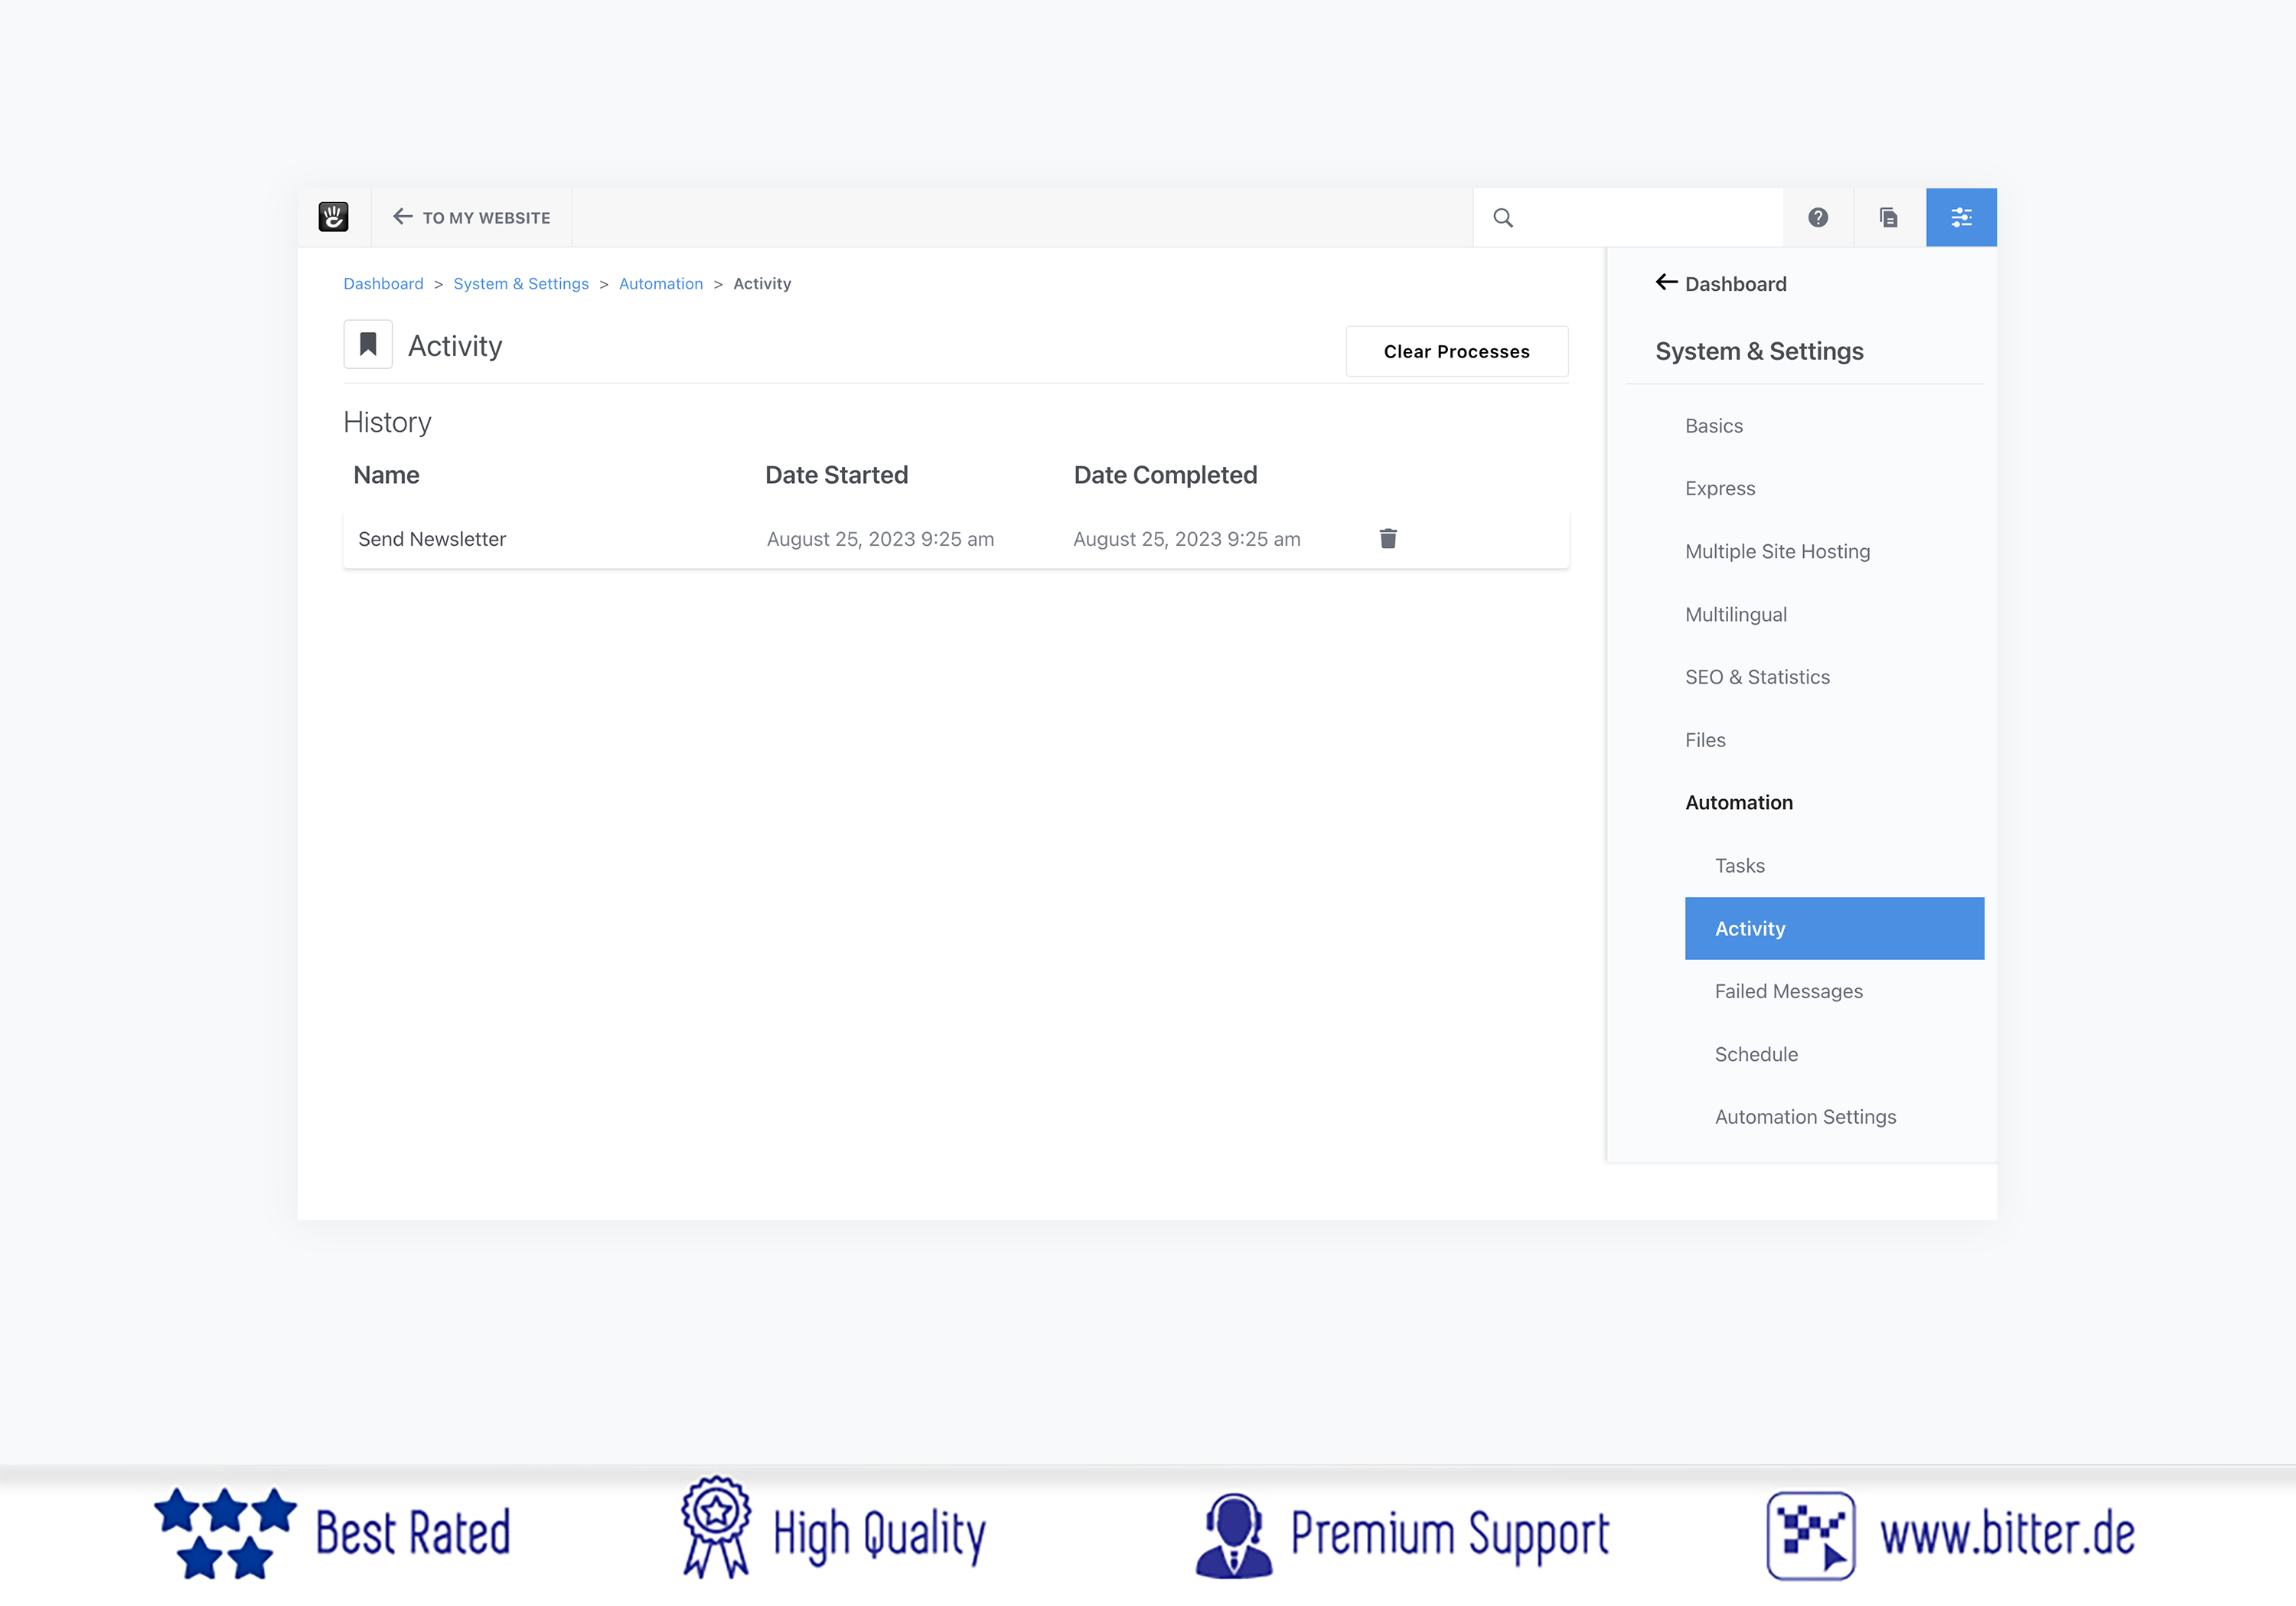 TO MY WEBSITE
Dashboard > System & Settings > Automation > Activity
Activity
Clear Processes
History
Name Date Started Date Completed
Send Newsletter August 25, 2023 9:25 am August 25, 2023 9:25 am
Dashboard
System & Settings
Basics
Express
Multiple Site Hosting
Multilingual
SEO & Statistics
Files
Automation
Tasks
Activity
Failed Messages
Schedule
Automation Settings
Best Rated
High Quality
Premium Support
www.bitter.de